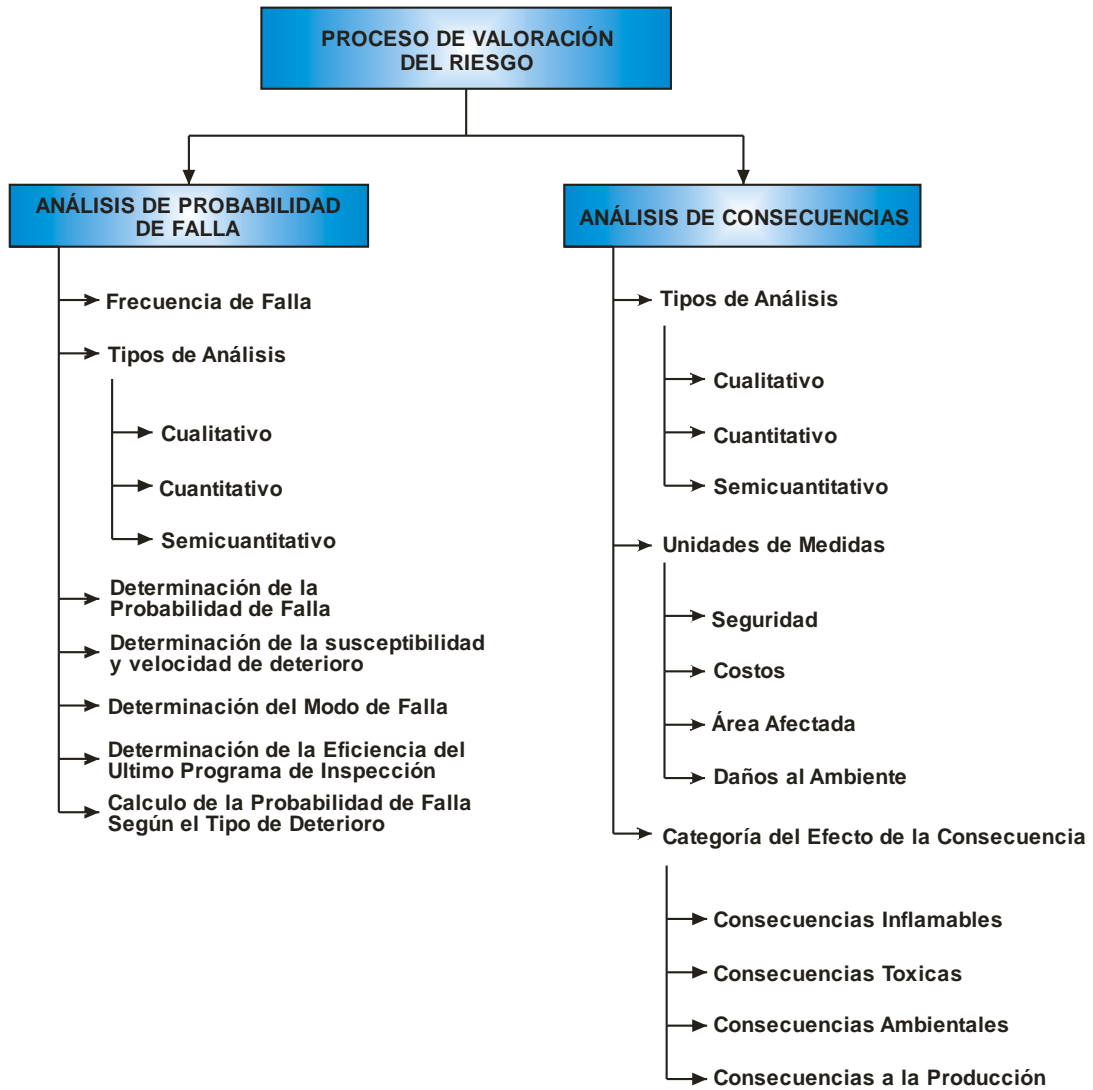 PROCESO DE VALORACIÓN
DEL RIESGO
ANÁLISIS DE PROBABILIDAD
DE FALLA
Frecuencia de Falla
Tipos de Análisis
Cualitativo
Cuantitativo
Semicuantitativo
Determinación de la
Probabilidad de Falla
Determinación de la susceptibilidad
y velocidad de deterioro
Determinación del Modo de Falla
Determinación de la Eficiencia del
Ultimo Programa de Inspección
Calculo de la Probabilidad de Falla
Según el Tipo de Deterioro
ANÁLISIS DE CONSECUENCIAS
Tipos de Análisis
Cualitativo
Cuantitativo
Semicuantitativo
Unidades de Medidas
Seguridad
Costos
Área Afectada
Daños al Ambiente
Categoría del Efecto de la Consecuencia
Consecuencias Inflamables
Consecuencias Toxicas
Consecuencias Ambientales
Consecuencias a la Producción